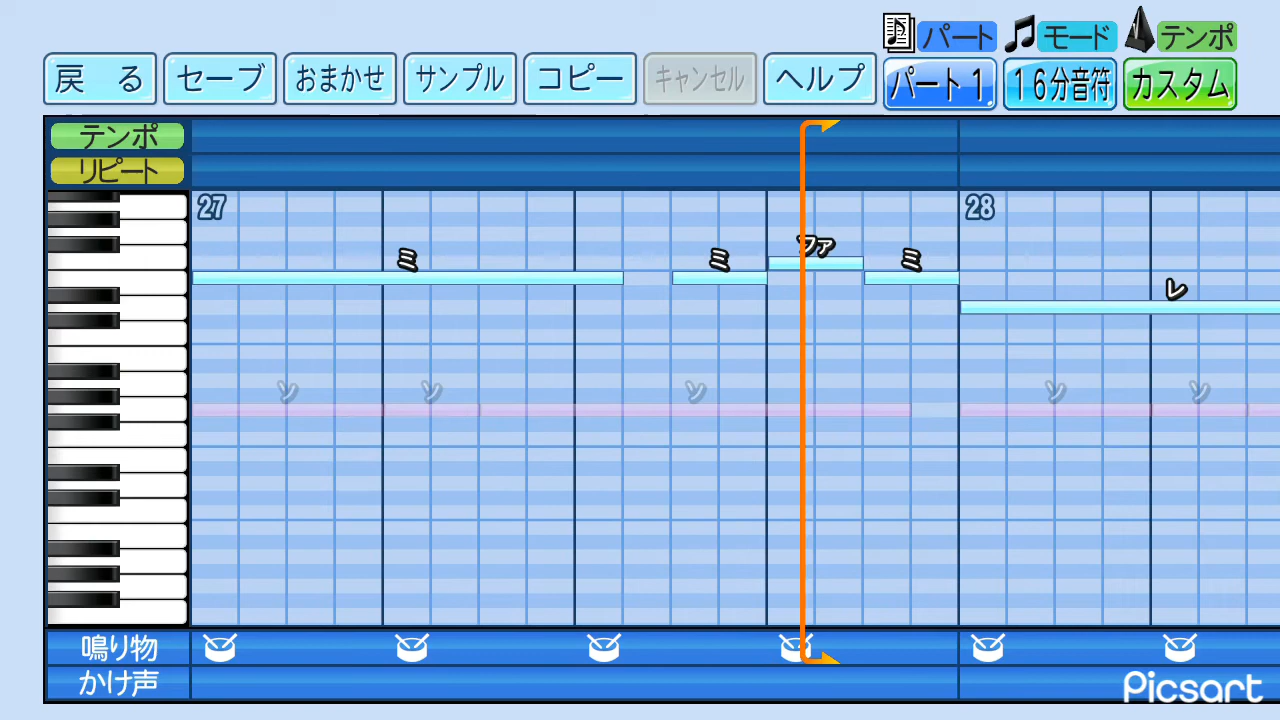 パート モード テンポ
戻る セーブ おまかせ サンプル コピー キャンセル ヘルプ パート1 16分音符 カスタム
テンポ
リピート
27 28
ファ
ミ ミ ミ
レ
ソ ソ ソ ソ ソ
鳴り物
かけ声
Picsart